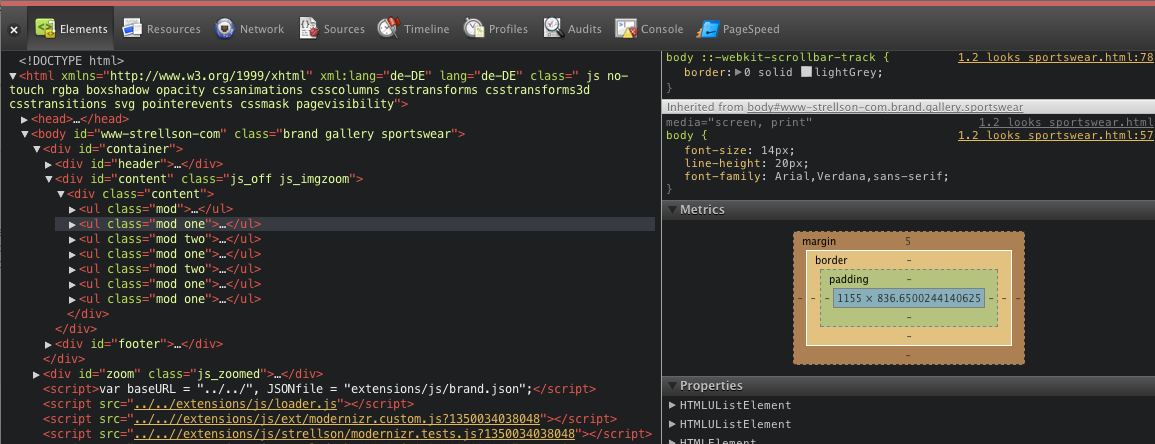 × Elements Resources Network Sources Timeline Profiles Audits Console PageSpeed
<!DOCTYPE html>
▼<html xmlns="http://www.w3.org/1999/xhtml" xml:lang="de-DE" lang="de-DE" class=" js no-
touch rgba boxshadow opacity cssanimations csscolumns csstransforms csstransforms3d
csstransitions svg pointerevents cssmask pagevisibility">
▶<head>…</head>
▼<body id="www-strellson-com" class="brand gallery sportswear">
▼<div id="container">
▶<div id="header">…</div>
▼<div id="content" class="js_off js_imgzoom">
▼<div class="content">
▶<ul class="mod">…</ul>
▶<ul class="mod one">…</ul>
▶<ul class="mod two">…</ul>
▶<ul class="mod one">…</ul>
▶<ul class="mod two">…</ul>
▶<ul class="mod one">…</ul>
▶<ul class="mod one">…</ul>
</div>
</div>
▶<div id="footer">…</div>
</div>
▶<div id="zoom" class="js_zoomed">…</div>
<script>var baseURL = "../../", JSONfile = "extensions/js/brand.json";</script>
<script src="../../extensions/js/loader.js"></script>
<script src="../..//extensions/js/ext/modernizr.custom.js?1350034038048"></script>
<script src="../..//extensions/js/strellson/modernizr.tests.js?1350034038048"></script>
body ::-webkit-scrollbar-track { 1.2 looks sportswear.html:78
border:▶0 solid lightGrey;
}
Inherited from body#www-strellson-com.brand.gallery.sportswear
media="screen, print" 1.2 looks sportswear.html
body { 1.2 looks sportswear.html:57
font-size: 14px;
line-height: 20px;
font-family: Arial,Verdana,sans-serif;
}
▼ Metrics
margin 5
border –
padding –
– – – 1155 × 836.6500244140625 – – –
–
–
–
▼ Properties
▶ HTMLUListElement
▶ HTMLUListElement
▶ HTMLElement